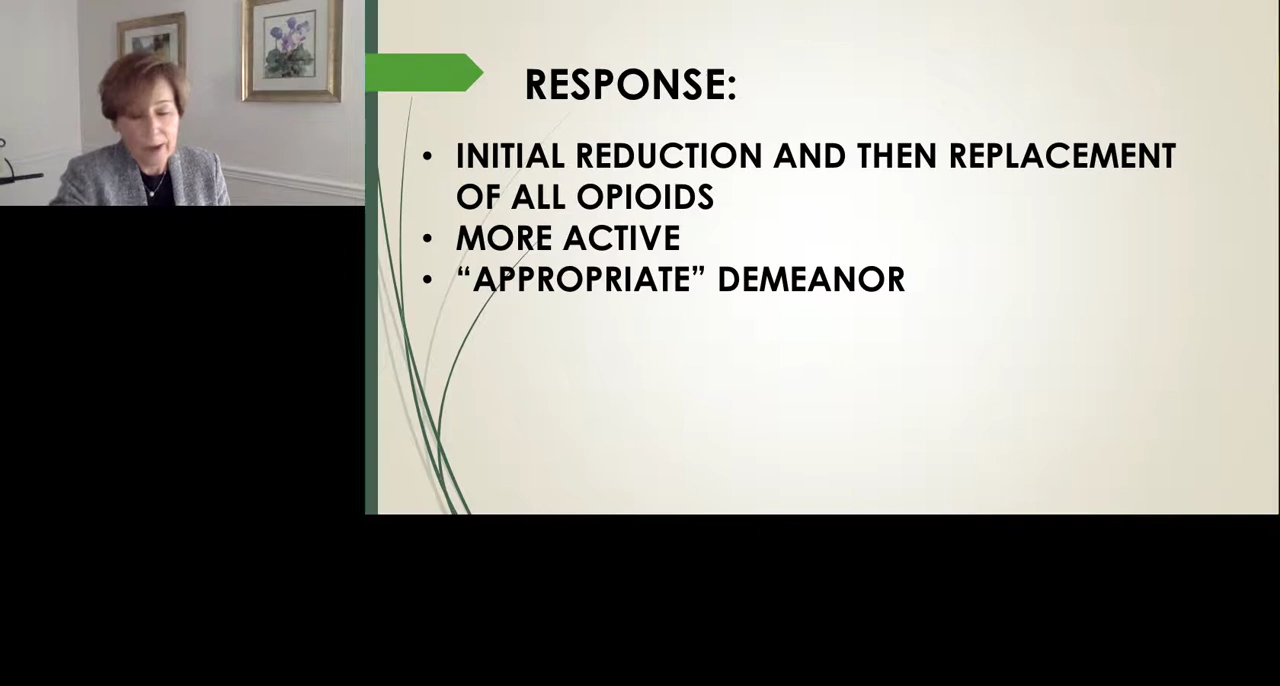 RESPONSE:
• INITIAL REDUCTION AND THEN REPLACEMENT
OF ALL OPIOIDS
• MORE ACTIVE
• “APPROPRIATE” DEMEANOR